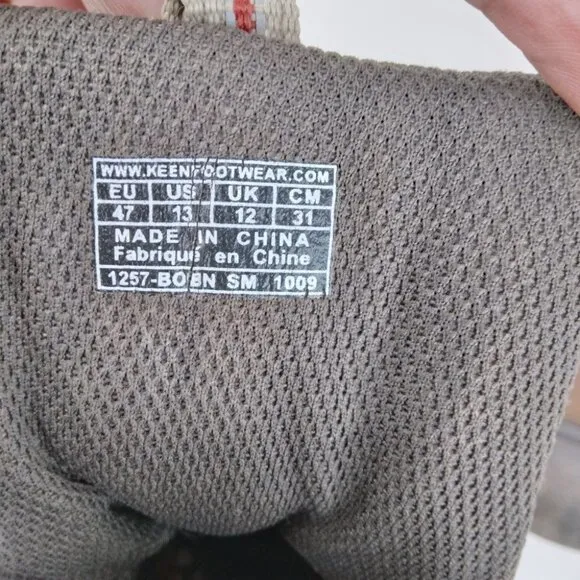 WWW.KEENFOOTWEAR.COM
EU US UK CM
47 13 12 31
MADE IN CHINA
Fabriqué en Chine
1257-BOBN SM 1009